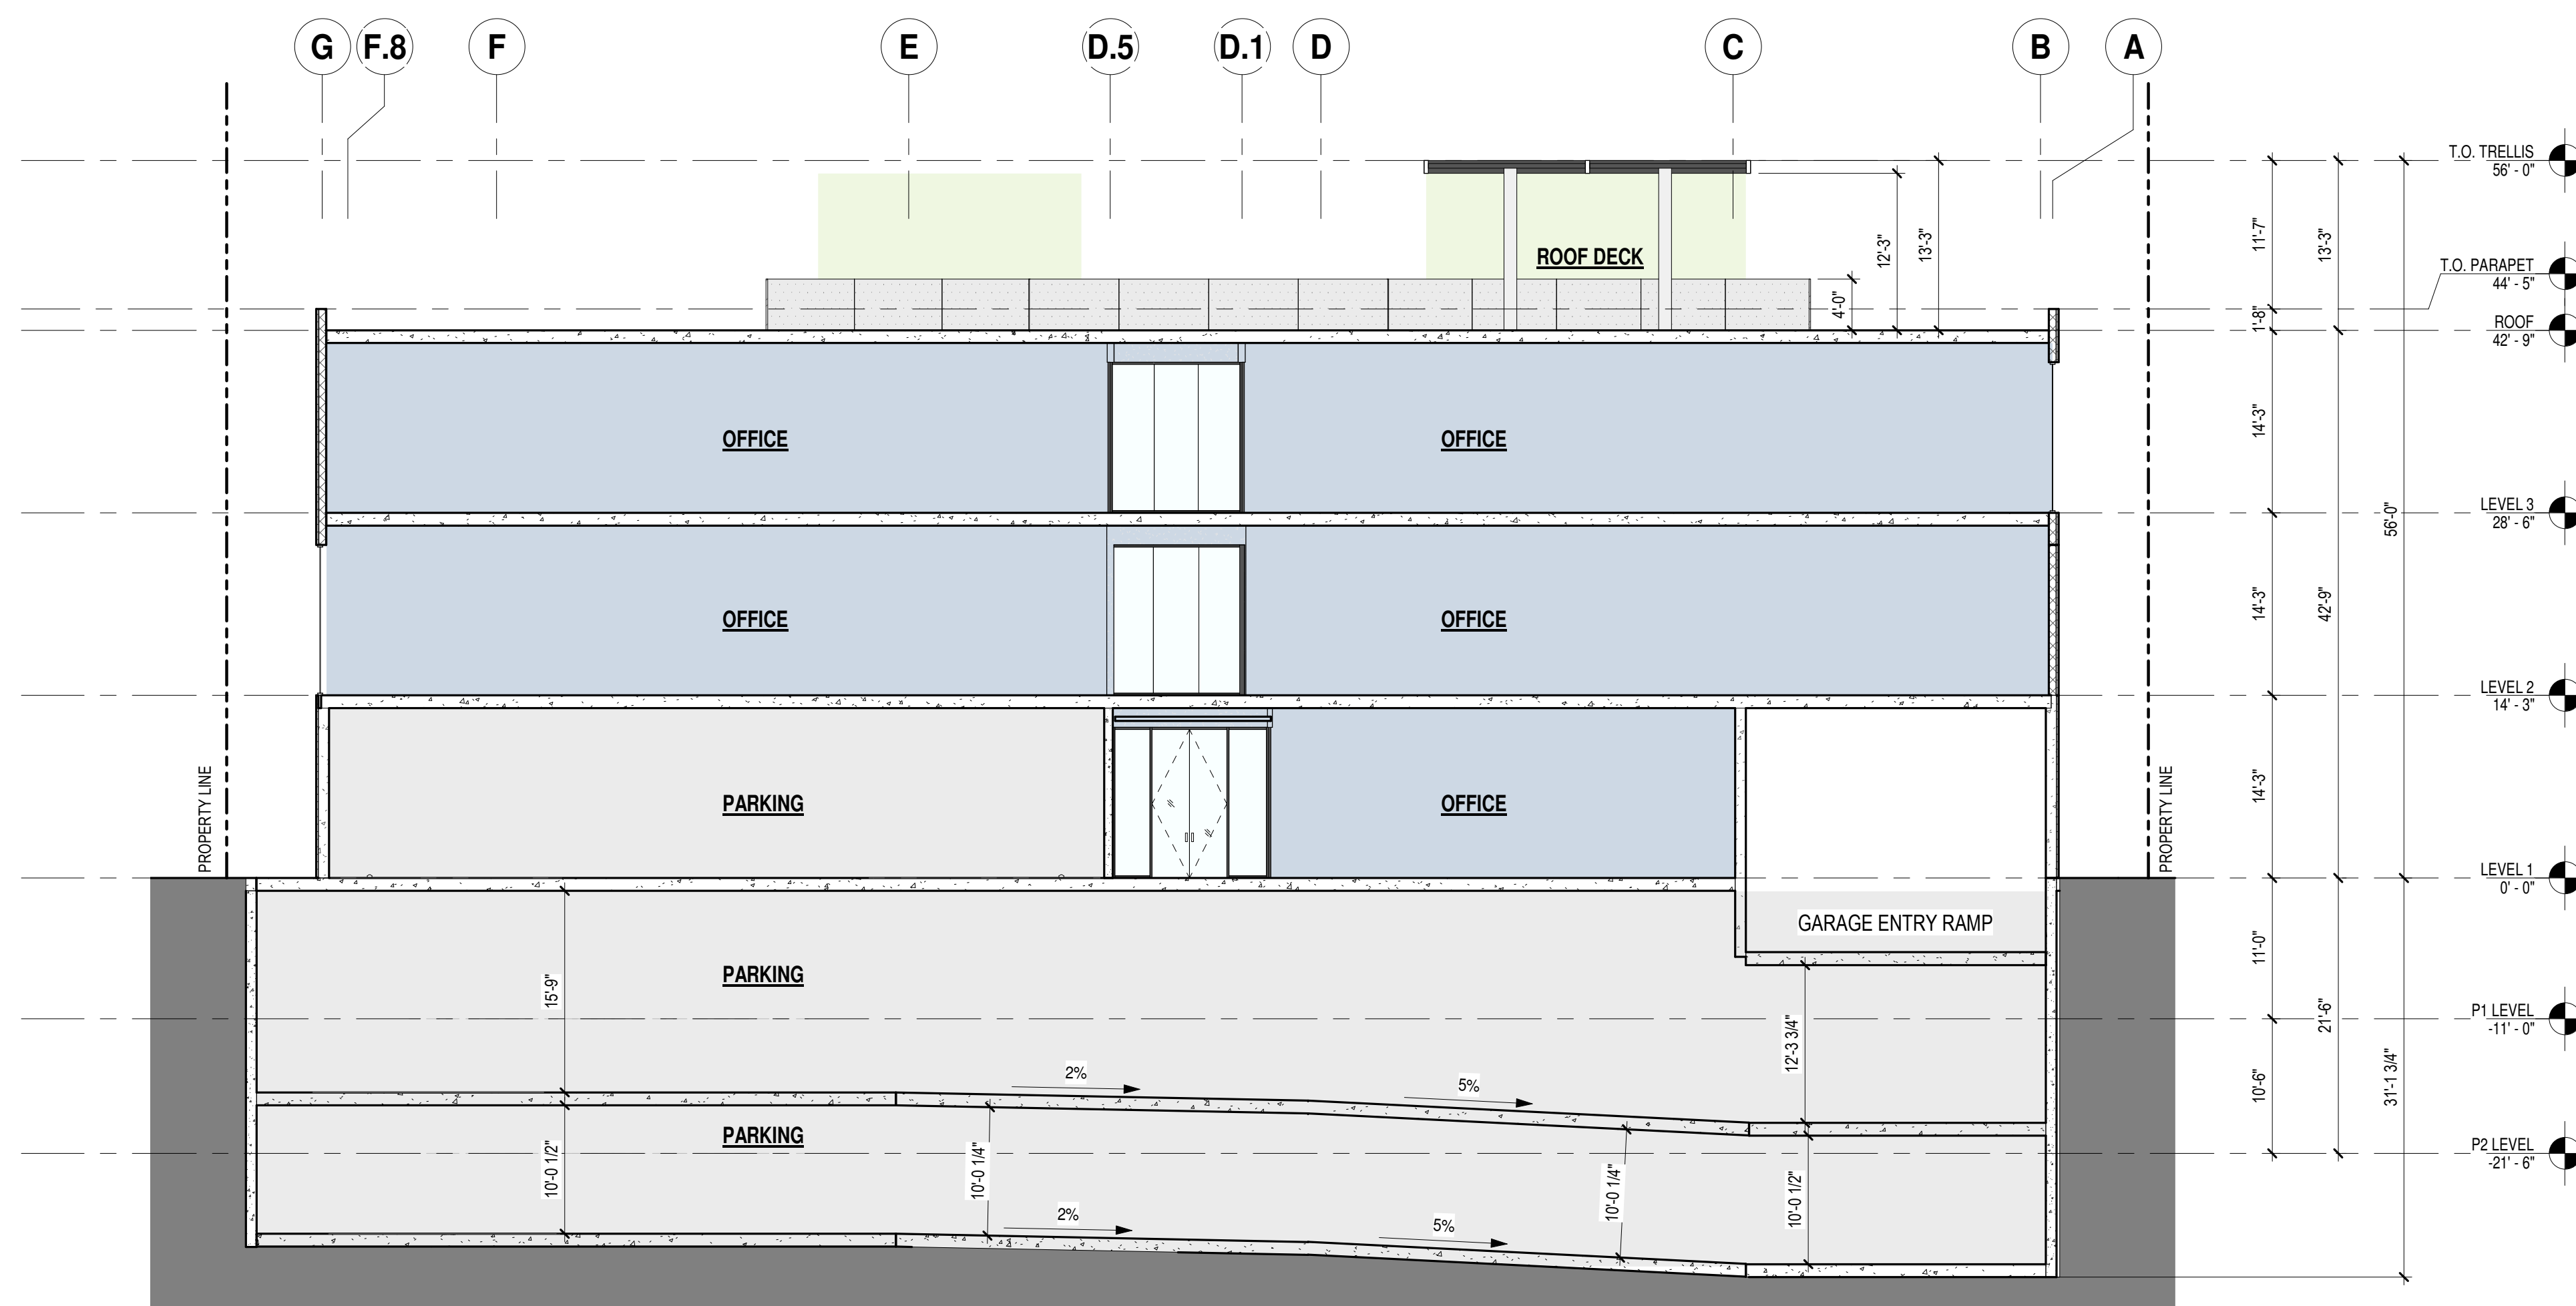 G F.8 F E D.5 D.1 D C B A
T.O. TRELLIS
56' - 0"
11'-7"
13'-3"
12'-3"
13'-3"
ROOF DECK
T.O. PARAPET
44' - 5"
4'-0"
1'-8"
ROOF
42' - 9"
OFFICE
OFFICE
14'-3"
LEVEL 3
28' - 6"
56'-0"
OFFICE
OFFICE
14'-3"
42'-9"
LEVEL 2
14' - 3"
PROPERTY LINE
PARKING
OFFICE
PROPERTY LINE
14'-3"
LEVEL 1
0' - 0"
GARAGE ENTRY RAMP
11'-0"
PARKING
15'-9"
12'-3 3/4"
21'-6"
P1 LEVEL
-11' - 0"
2%
5%
10'-6"
31'-1 3/4"
PARKING
P2 LEVEL
-21' - 6"
10'-0 1/2"
10'-0 1/4"
10'-0 1/4"
10'-0 1/2"
2%
5%